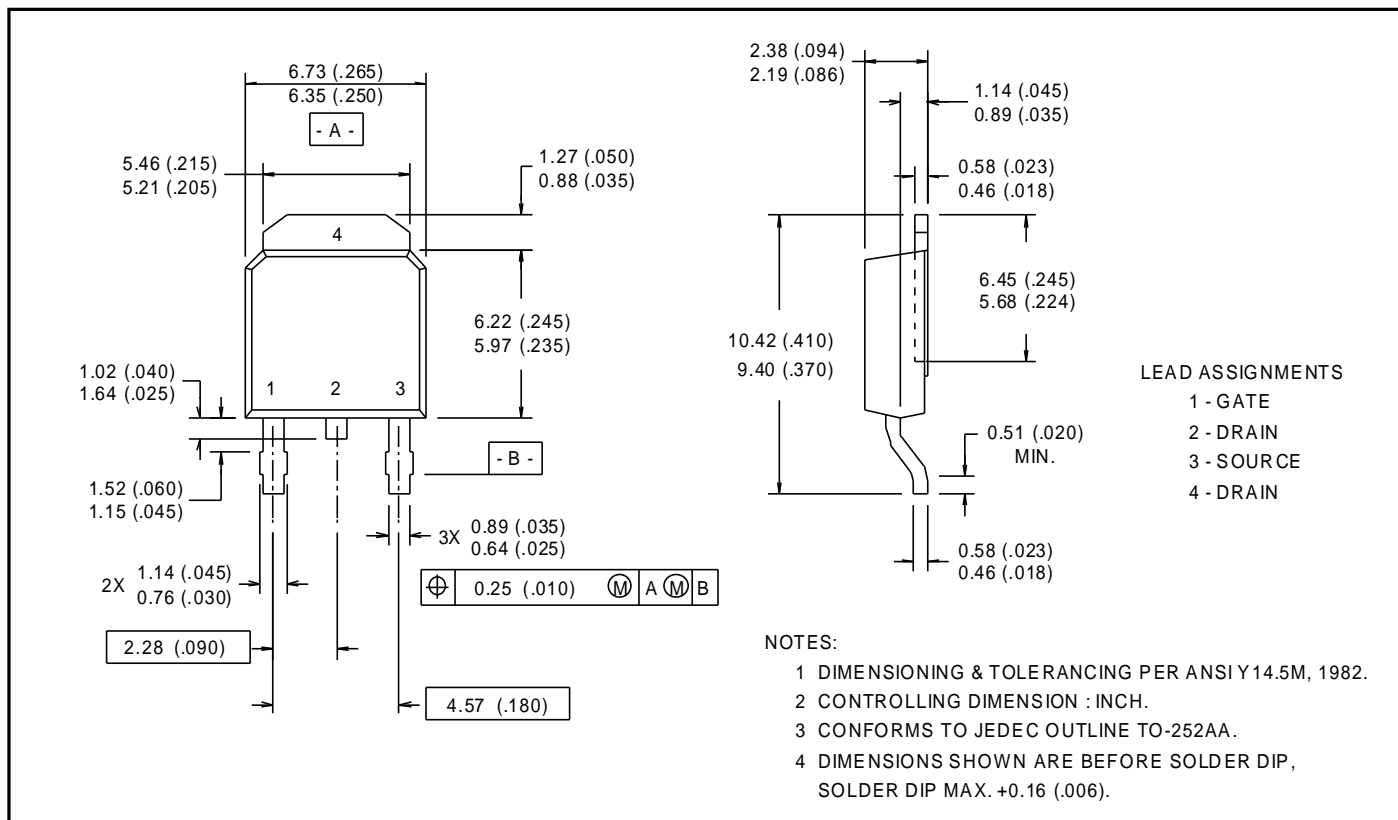 6.73 (.265)
6.35 (.250)
- A -
5.46 (.215)
5.21 (.205)
1.27 (.050)
0.88 (.035)
4
6.22 (.245)
5.97 (.235)
1.02 (.040)
1.64 (.025)
1
2
3
- B -
1.52 (.060)
1.15 (.045)
3X
0.89 (.035)
0.64 (.025)
2X
1.14 (.045)
0.76 (.030)
0.25 (.010) Ⓜ A Ⓜ B
2.28 (.090)
4.57 (.180)
2.38 (.094)
2.19 (.086)
1.14 (.045)
0.89 (.035)
0.58 (.023)
0.46 (.018)
6.45 (.245)
5.68 (.224)
10.42 (.410)
9.40 (.370)
0.51 (.020)
MIN.
0.58 (.023)
0.46 (.018)
LEAD ASSIGNMENTS
1 - GATE
2 - DRAIN
3 - SOURCE
4 - DRAIN
NOTES:
1 DIMENSIONING & TOLERANCING PER ANSI Y14.5M, 1982.
2 CONTROLLING DIMENSION : INCH.
3 CONFORMS TO JEDEC OUTLINE TO-252AA.
4 DIMENSIONS SHOWN ARE BEFORE SOLDER DIP,
SOLDER DIP MAX. +0.16 (.006).